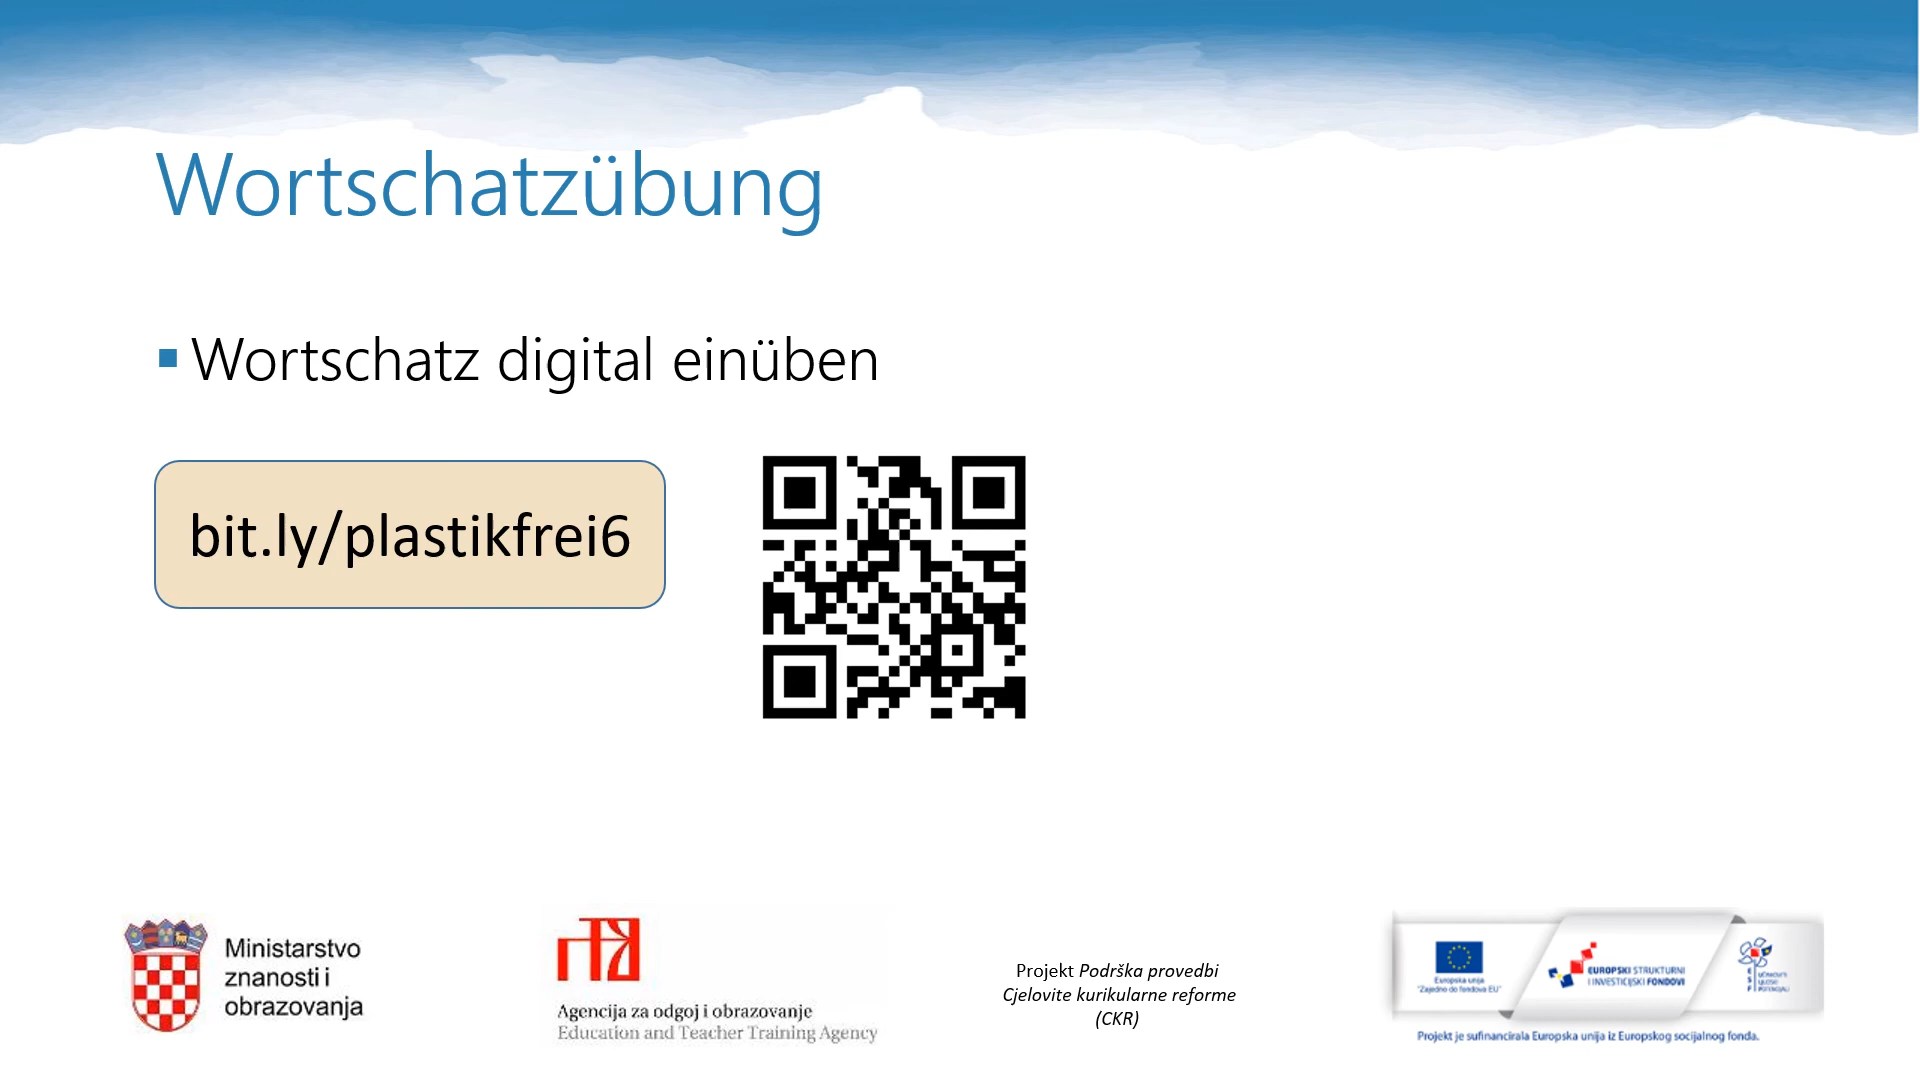 Wortschatzübung
Wortschatz digital einüben
bit.ly/plastikfrei6
Ministarstvo
znanosti i
obrazovanja
Agencija za odgoj i obrazovanje
Education and Teacher Training Agency
Projekt Podrška provedbi
Cjelovite kurikularne reforme
(CKR)
Europska unija
"Zajedno do fondova EU"
EUROPSKI STRUKTURNI
I INVESTICIJSKI FONDOVI
Projekt je sufinancirala Europska unija iz Europskog socijalnog fonda.